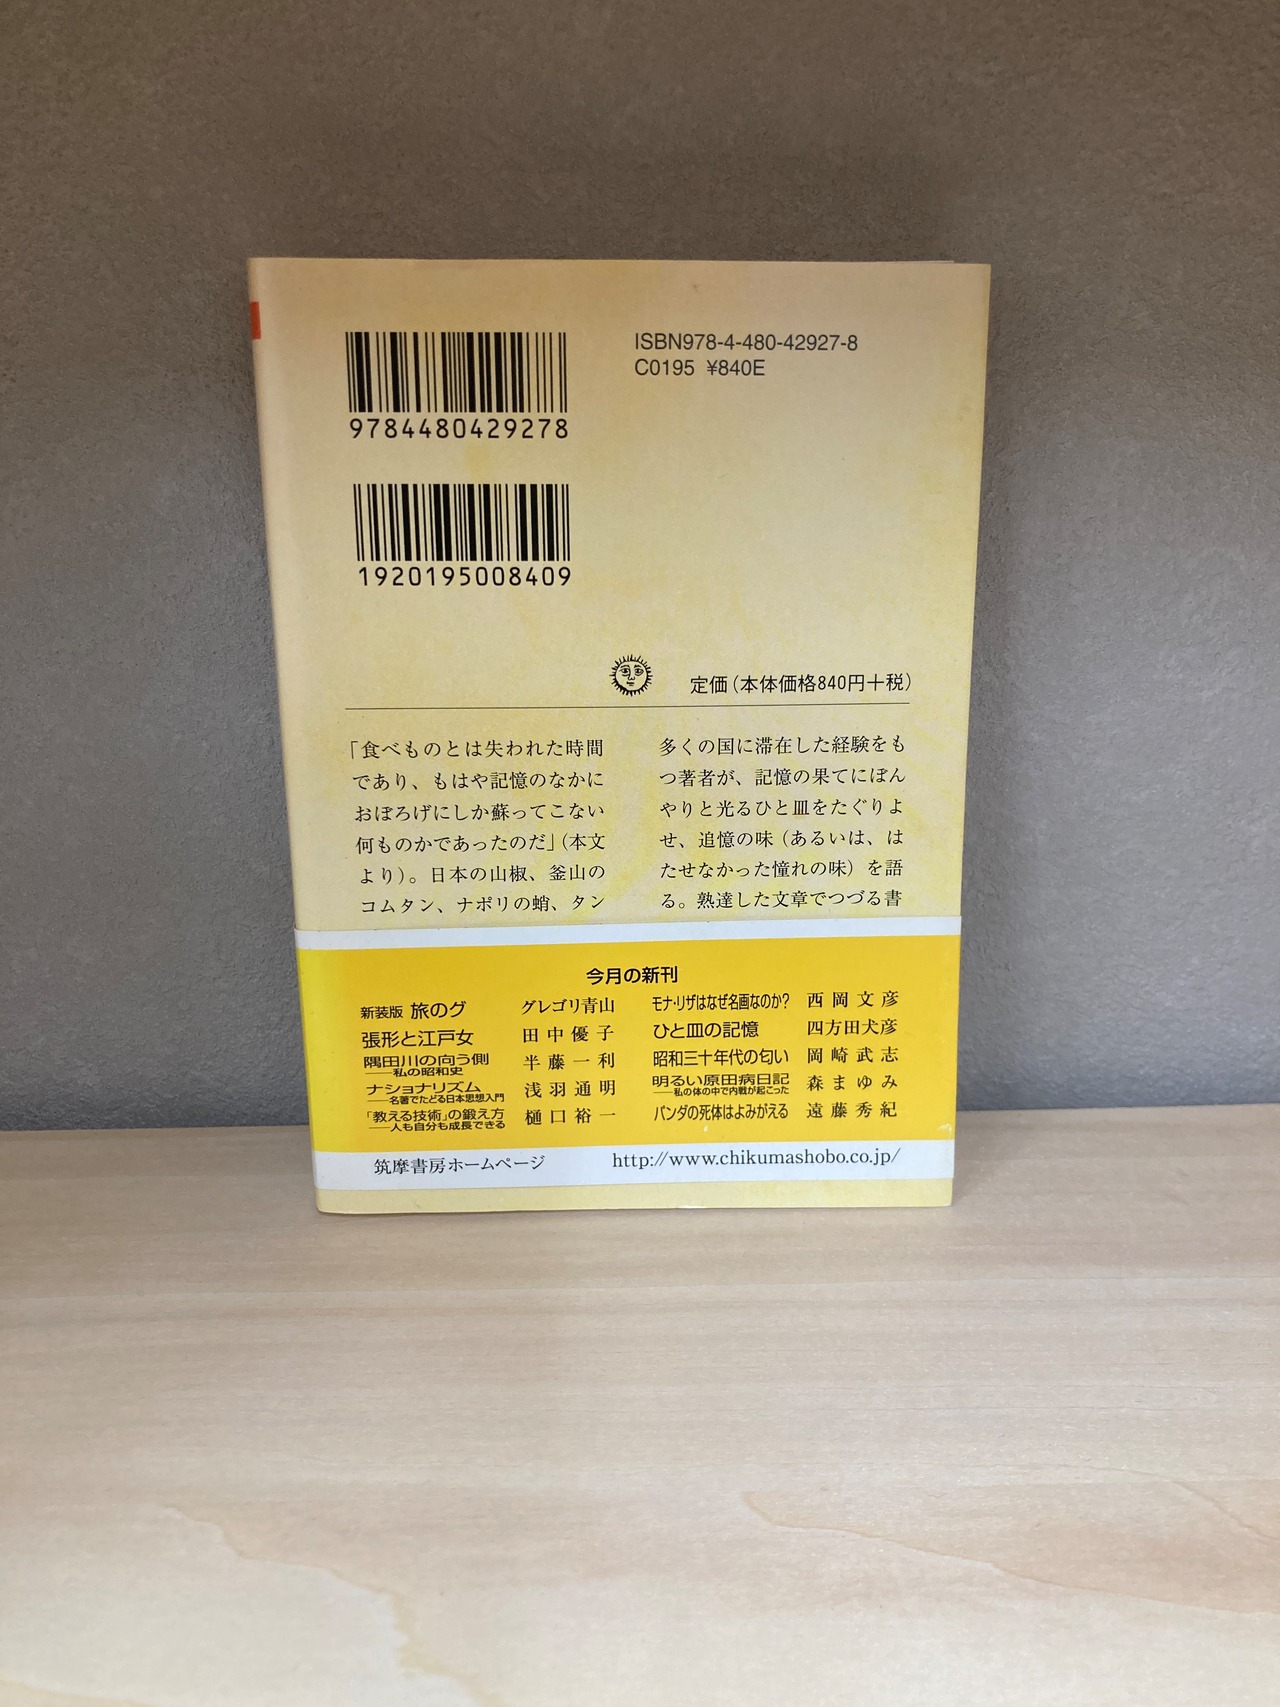 9784480429278
ISBN978-4-480-42927-8
C0195 ¥840E
1920195008409
定価(本体価格840円+税)
「食べものとは失われた時間
であり、もはや記憶のなかに
おぼろげにしか蘇ってこない
何ものかであったのだ」(本文
より)。日本の山椒、釜山の
コムタン、ナポリの蛸、タン
多くの国に滞在した経験をも
つ著者が、記憶の果てにぼん
やりと光るひと皿をたぐりよ
せ、追憶の味(あるいは、は
たせなかった憧れの味)を語
る。熟達した文章でつづる書
今月の新刊
新装版 旅のグ グレゴリ青山
張形と江戸女 田中優子
隅田川の向う側
――私の昭和史 半藤一利
ナショナリズム
――名著でたどる日本思想入門 浅羽通明
「教える技術」の鍛え方
――人も自分も成長できる 樋口裕一
モナ・リザはなぜ名画なのか? 西岡文彦
ひと皿の記憶 四方田犬彦
昭和三十年代の匂い 岡崎武志
明るい原田病日記
――私の体の中で内戦が起こった 森まゆみ
パンダの死体はよみがえる 遠藤秀紀
筑摩書房ホームページ http://www.chikumashobo.co.jp/